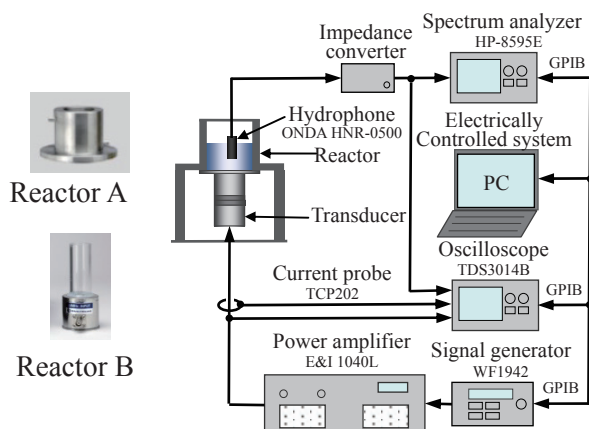 Spectrum analyzer
HP-8595E
Impedance
converter
GPIB
Hydrophone
ONDA HNR-0500
Electrically
Controlled system
Reactor
PC
Reactor A
Transducer
Oscilloscope
TDS3014B
Current probe
TCP202
GPIB
Reactor B
Power amplifier
E&I 1040L
Signal generator
WF1942
GPIB